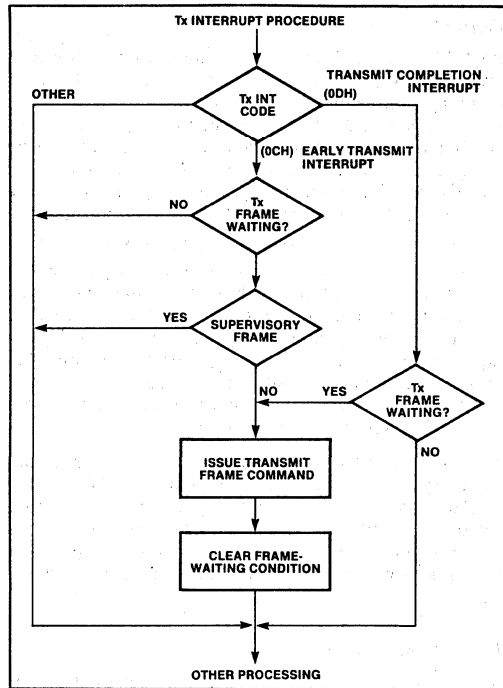 Tx INTERRUPT PROCEDURE
OTHER
Tx INT
CODE
TRANSMIT COMPLETION
INTERRUPT
(0DH)
(0CH) EARLY TRANSMIT
INTERRUPT
NO
Tx
FRAME
WAITING?
YES
SUPERVISORY
FRAME
NO
YES
Tx
FRAME
WAITING?
NO
ISSUE TRANSMIT
FRAME COMMAND
CLEAR FRAME-
WAITING CONDITION
OTHER PROCESSING